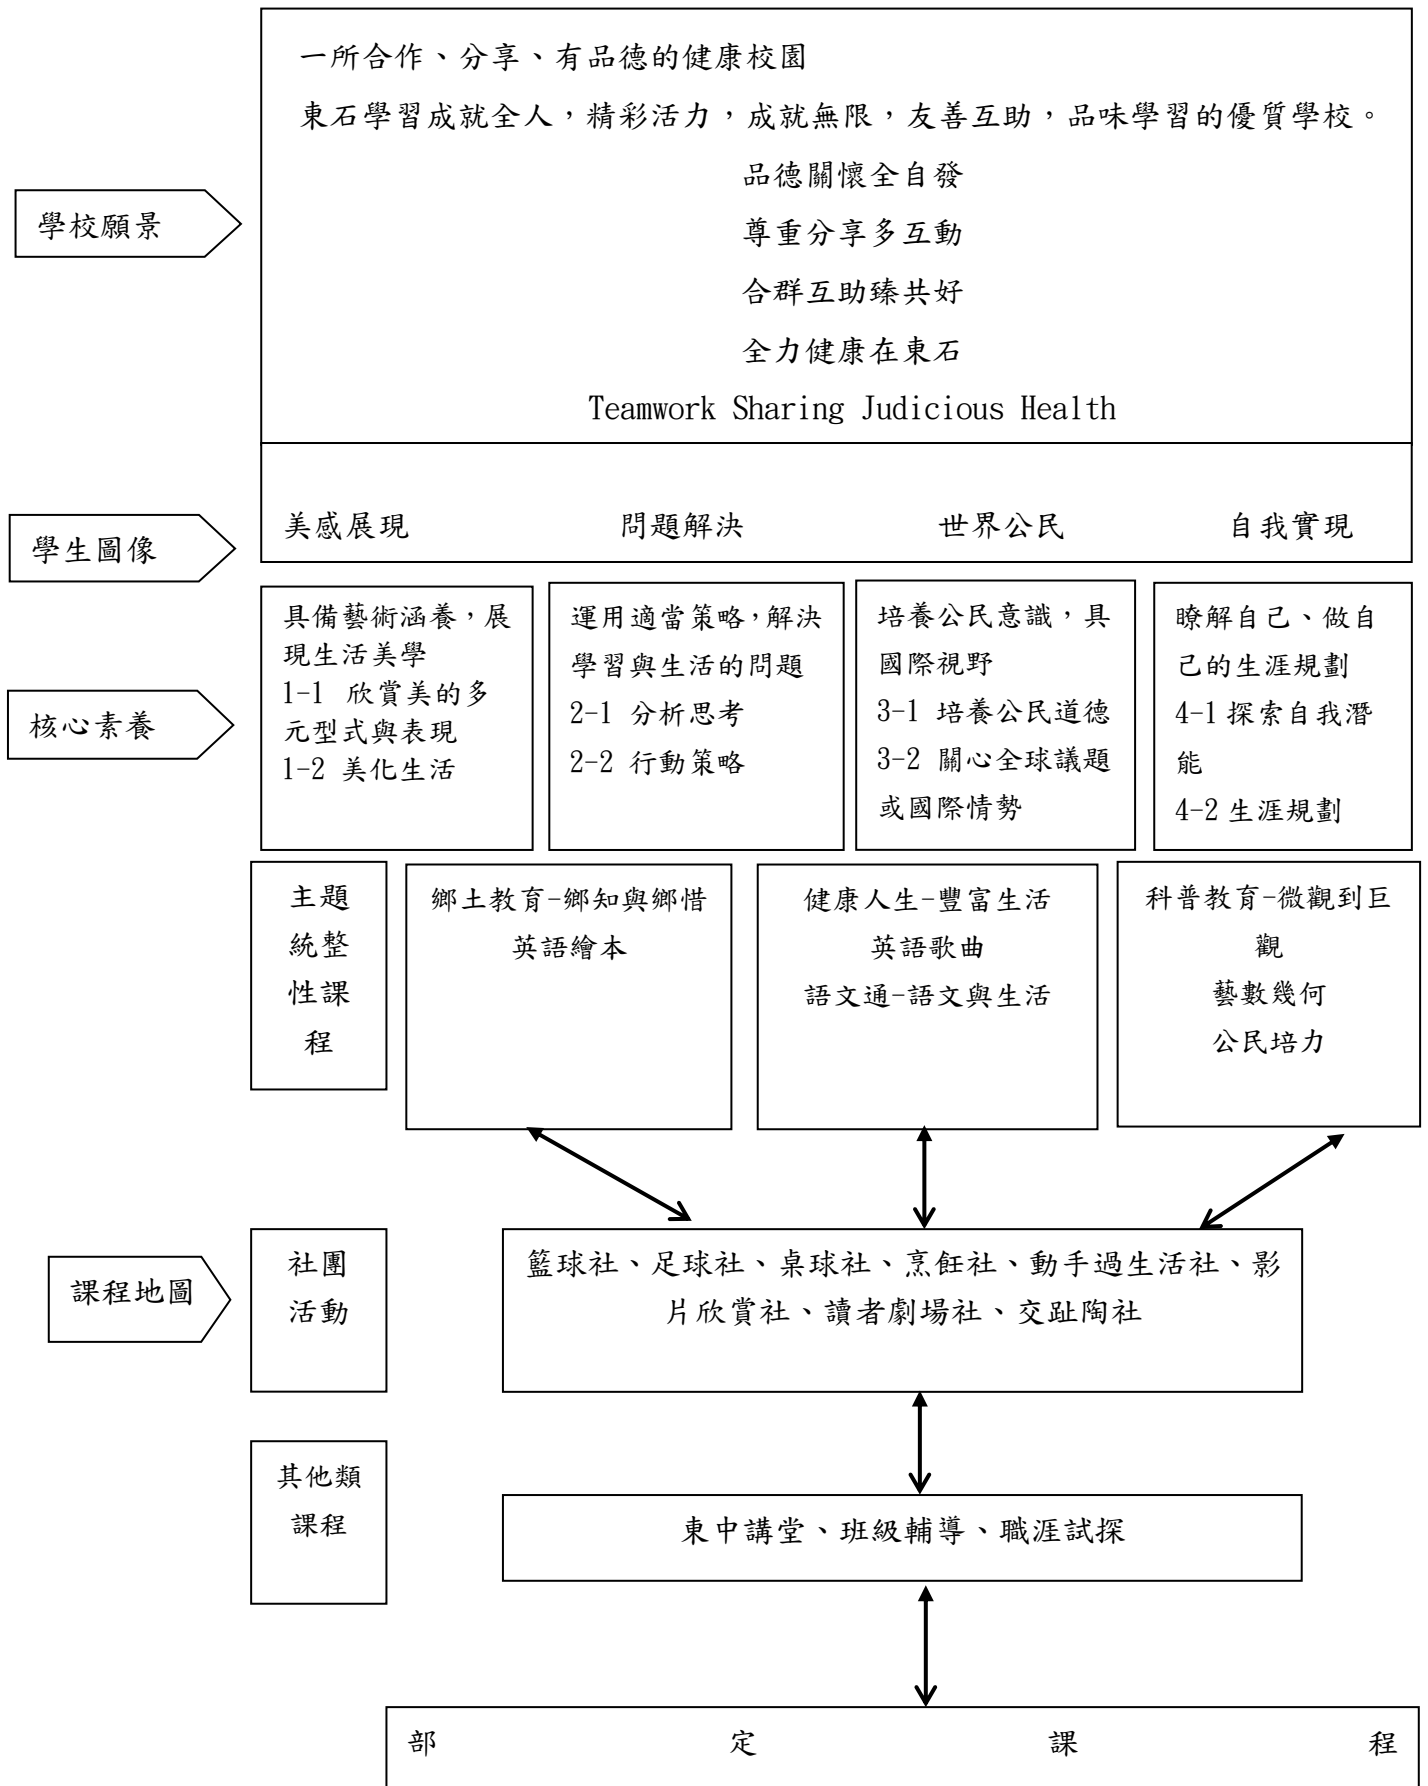 一所合作、分享、有品德的健康校園
東石學習成就全人，精彩活力，成就無限，友善互助，品味學習的優質學校。
品德關懷全自發
尊重分享多互動
合群互助臻共好
全力健康在東石
Teamwork Sharing Judicious Health
學校願景
學生圖像
美感展現 問題解決 世界公民 自我實現
核心素養
具備藝術涵養，展
現生活美學
1-1 欣賞美的多
元型式與表現
1-2 美化生活
運用適當策略，解決
學習與生活的問題
2-1 分析思考
2-2 行動策略
培養公民意識，具
國際視野
3-1 培養公民道德
3-2 關心全球議題
或國際情勢
瞭解自己、做自
己的生涯規劃
4-1 探索自我潛
能
4-2 生涯規劃
主題
統整
性課
程
鄉土教育-鄉知與鄉惜
英語繪本
健康人生-豐富生活
英語歌曲
語文通-語文與生活
科普教育-微觀到巨
觀
藝數幾何
公民培力
課程地圖
社團
活動
籃球社、足球社、桌球社、烹飪社、動手過生活社、影
片欣賞社、讀者劇場社、交趾陶社
其他類
課程
東中講堂、班級輔導、職涯試探
部 定 課 程